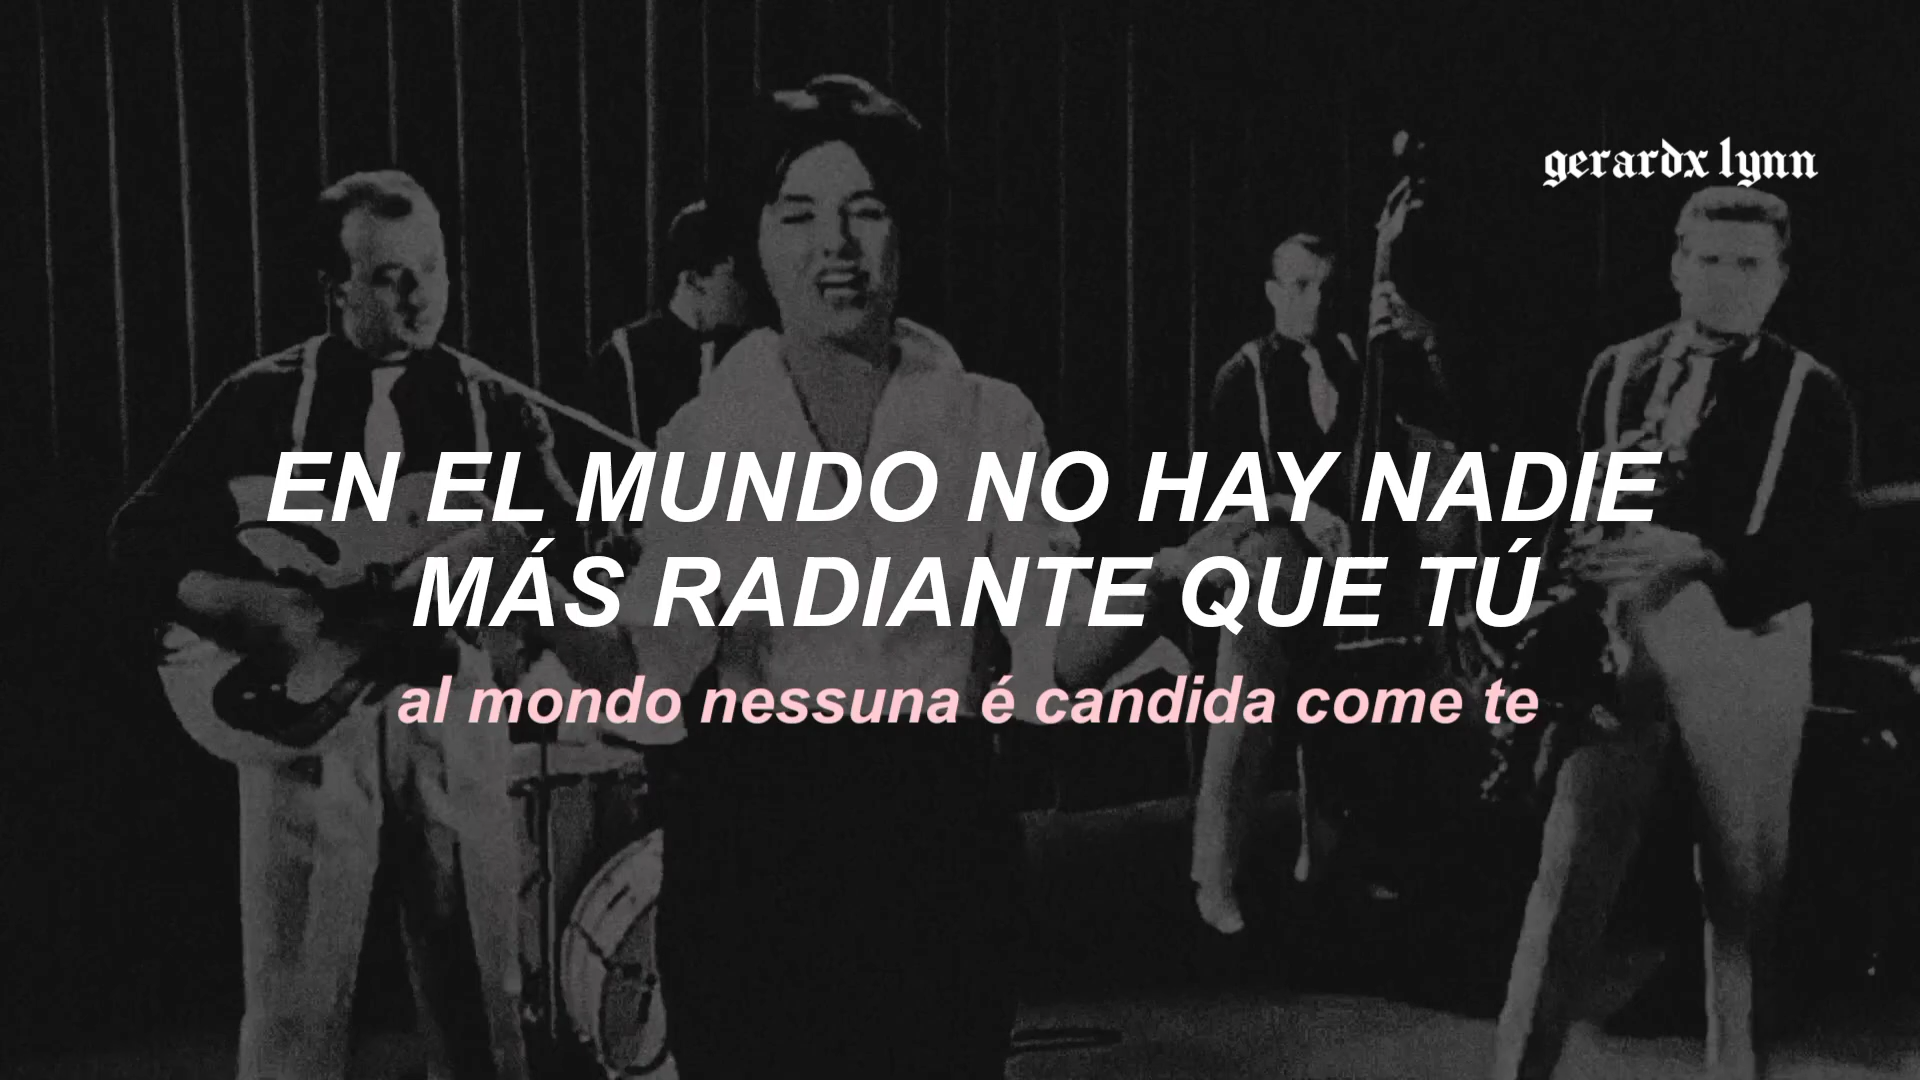 gerardx lynn
EN EL MUNDO NO HAY NADIE
MÁS RADIANTE QUE TÚ
al mondo nessuna é candida come te